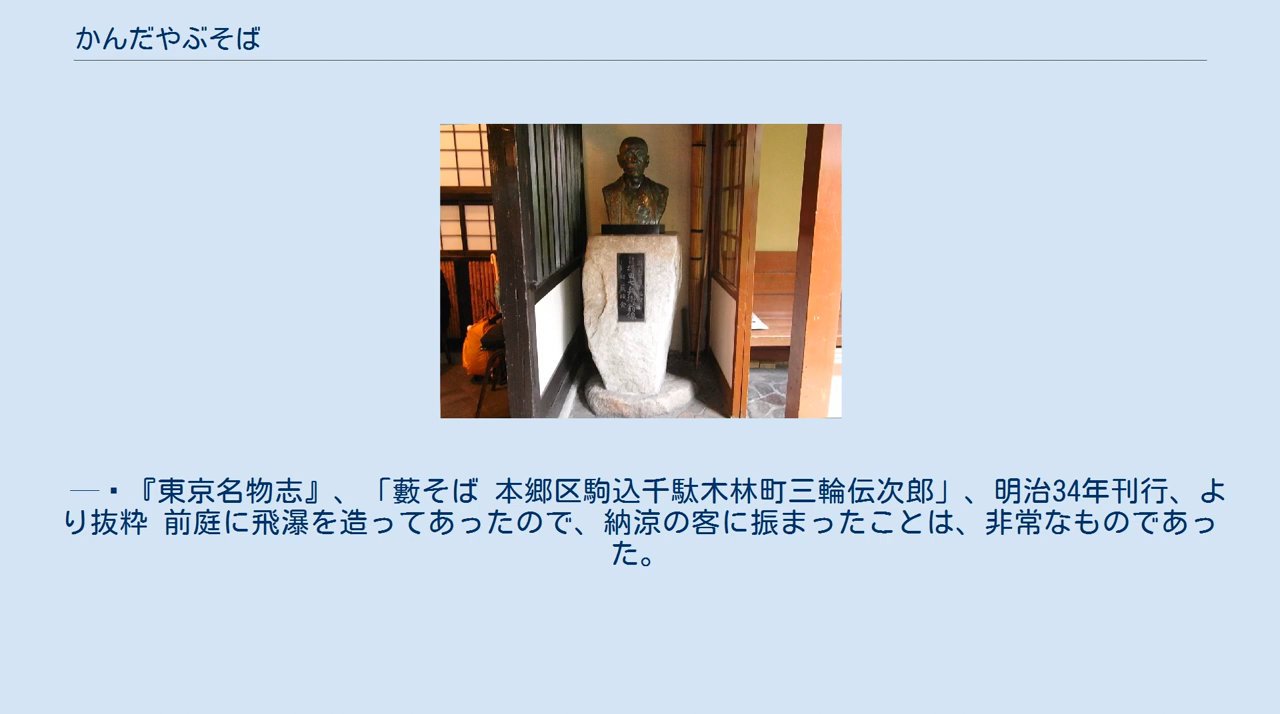 かんだやぶそば
―・『東京名物志』、「藪そば 本郷区駒込千駄木林町三輪伝次郎」、明治34年刊行、よ
り抜粋 前庭に飛瀑を造ってあったので、納涼の客に振まったことは、非常なものであっ
た。